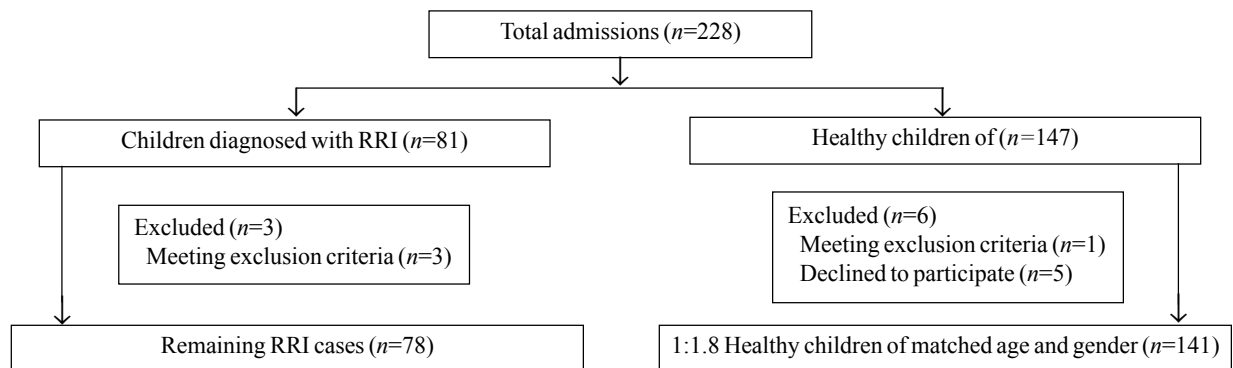 Total admissions (n=228)
Children diagnosed with RRI (n=81)
Healthy children of (n=147)
Excluded (n=3)
Meeting exclusion criteria (n=3)
Excluded (n=6)
Meeting exclusion criteria (n=1)
Declined to participate (n=5)
Remaining RRI cases (n=78)
1:1.8 Healthy children of matched age and gender (n=141)